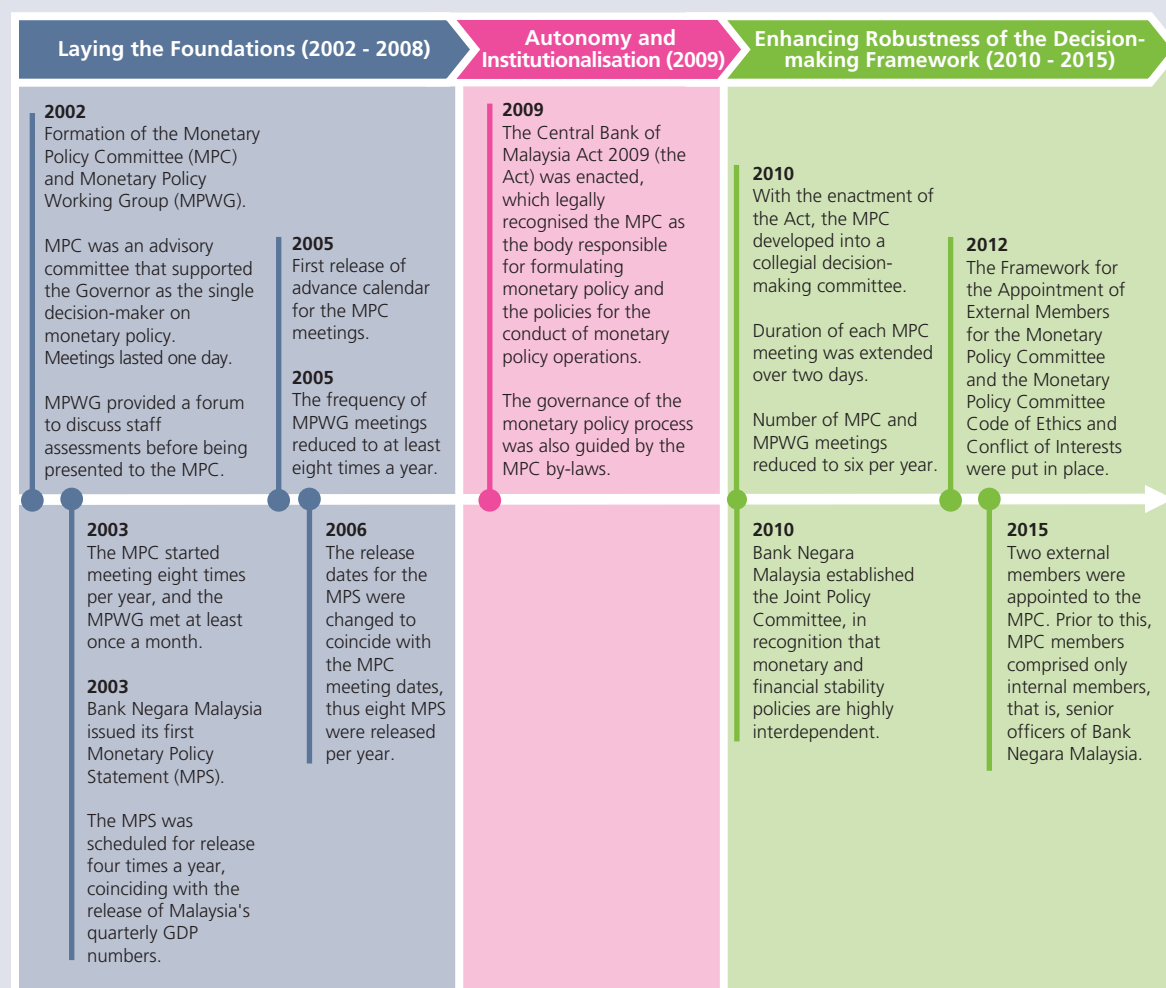 Laying the Foundations (2002 - 2008)
Autonomy and
Institutionalisation (2009)
Enhancing Robustness of the Decision-
making Framework (2010 - 2015)
2002
Formation of the Monetary
Policy Committee (MPC)
and Monetary Policy
Working Group (MPWG).
MPC was an advisory
committee that supported
the Governor as the single
decision-maker on
monetary policy.
Meetings lasted one day.
MPWG provided a forum
to discuss staff
assessments before being
presented to the MPC.
2003
The MPC started
meeting eight times
per year, and the
MPWG met at least
once a month.
2003
Bank Negara Malaysia
issued its first
Monetary Policy
Statement (MPS).
The MPS was
scheduled for release
four times a year,
coinciding with the
release of Malaysia's
quarterly GDP
numbers.
2005
First release of
advance calendar
for the MPC
meetings.
2005
The frequency of
MPWG meetings
reduced to at least
eight times a year.
2006
The release
dates for the
MPS were
changed to
coincide with
the MPC
meeting dates,
thus eight MPS
were released
per year.
2009
The Central Bank of
Malaysia Act 2009 (the
Act) was enacted,
which legally
recognised the MPC as
the body responsible
for formulating
monetary policy and
the policies for the
conduct of monetary
policy operations.
The governance of the
monetary policy process
was also guided by the
MPC by-laws.
2010
With the enactment of
the Act, the MPC
developed into a
collegial decision-
making committee.
Duration of each MPC
meeting was extended
over two days.
Number of MPC and
MPWG meetings
reduced to six per year.
2010
Bank Negara
Malaysia established
the Joint Policy
Committee, in
recognition that
monetary and
financial stability
policies are highly
interdependent.
2012
The Framework for
the Appointment of
External Members
for the Monetary
Policy Committee
and the Monetary
Policy Committee
Code of Ethics and
Conflict of Interests
were put in place.
2015
Two external
members were
appointed to the
MPC. Prior to this,
MPC members
comprised only
internal members,
that is, senior
officers of Bank
Negara Malaysia.